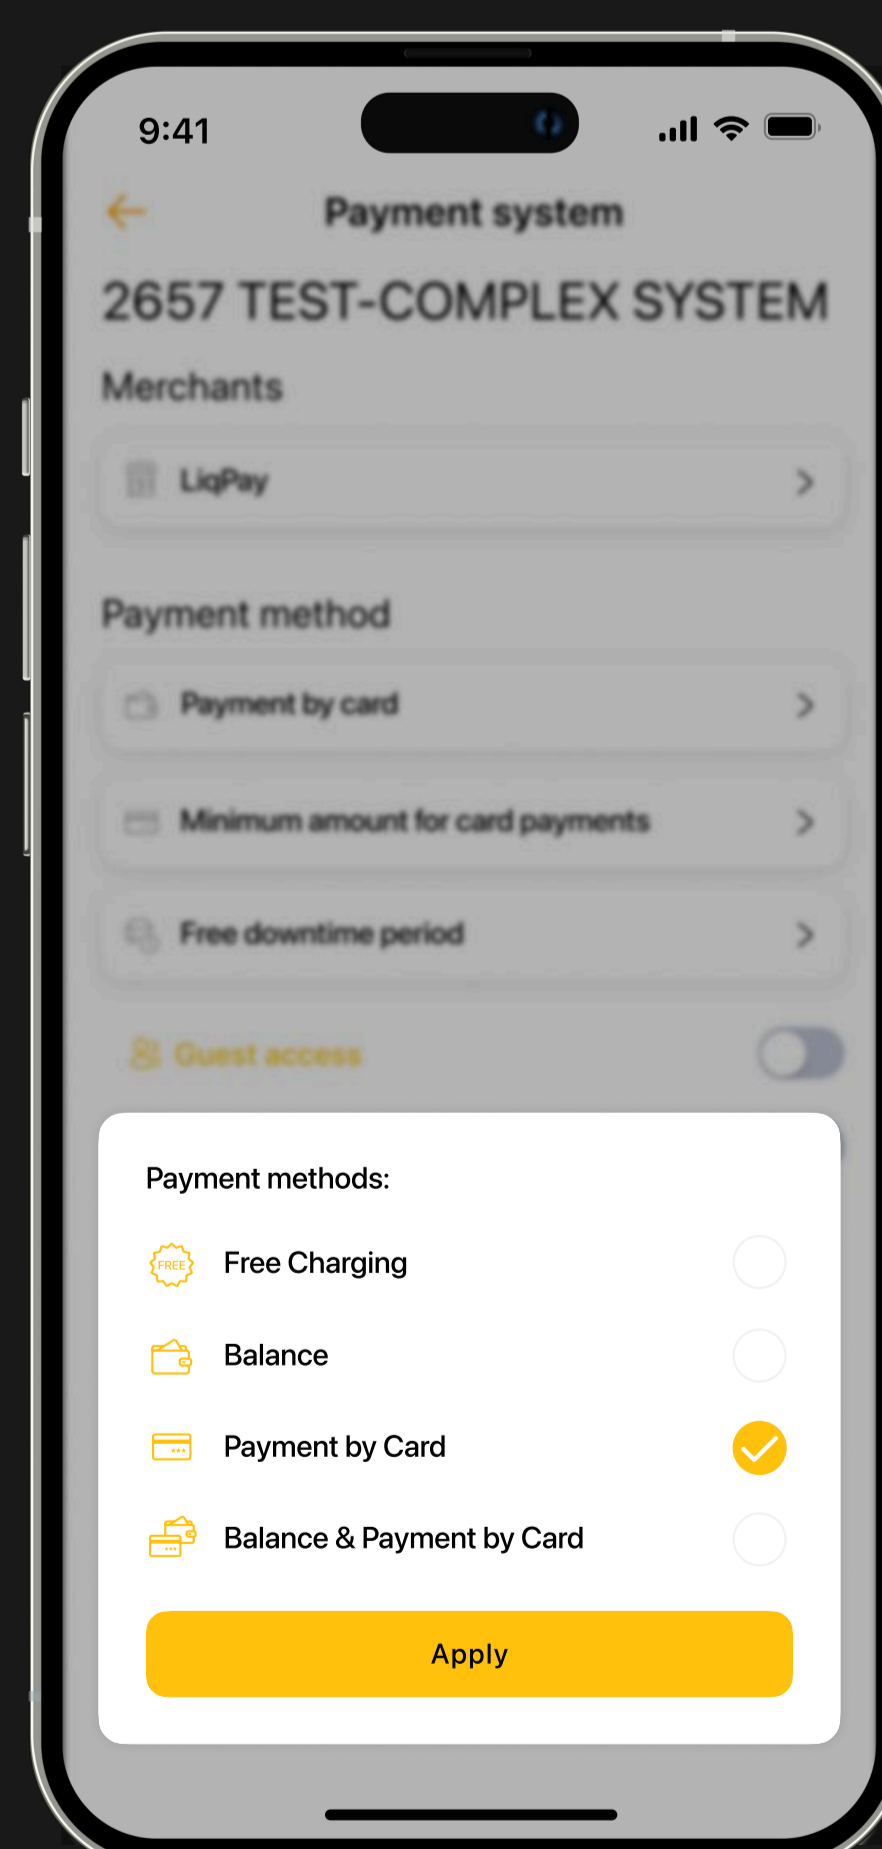 9:41
Payment system
2657 TEST-COMPLEX SYSTEM
Merchants
LiqPay
Payment method
Payment by card
Minimum amount for card payments
Free downtime period
Guest access
Payment methods:
FREE Free Charging
Balance
Payment by Card
Balance & Payment by Card
Apply